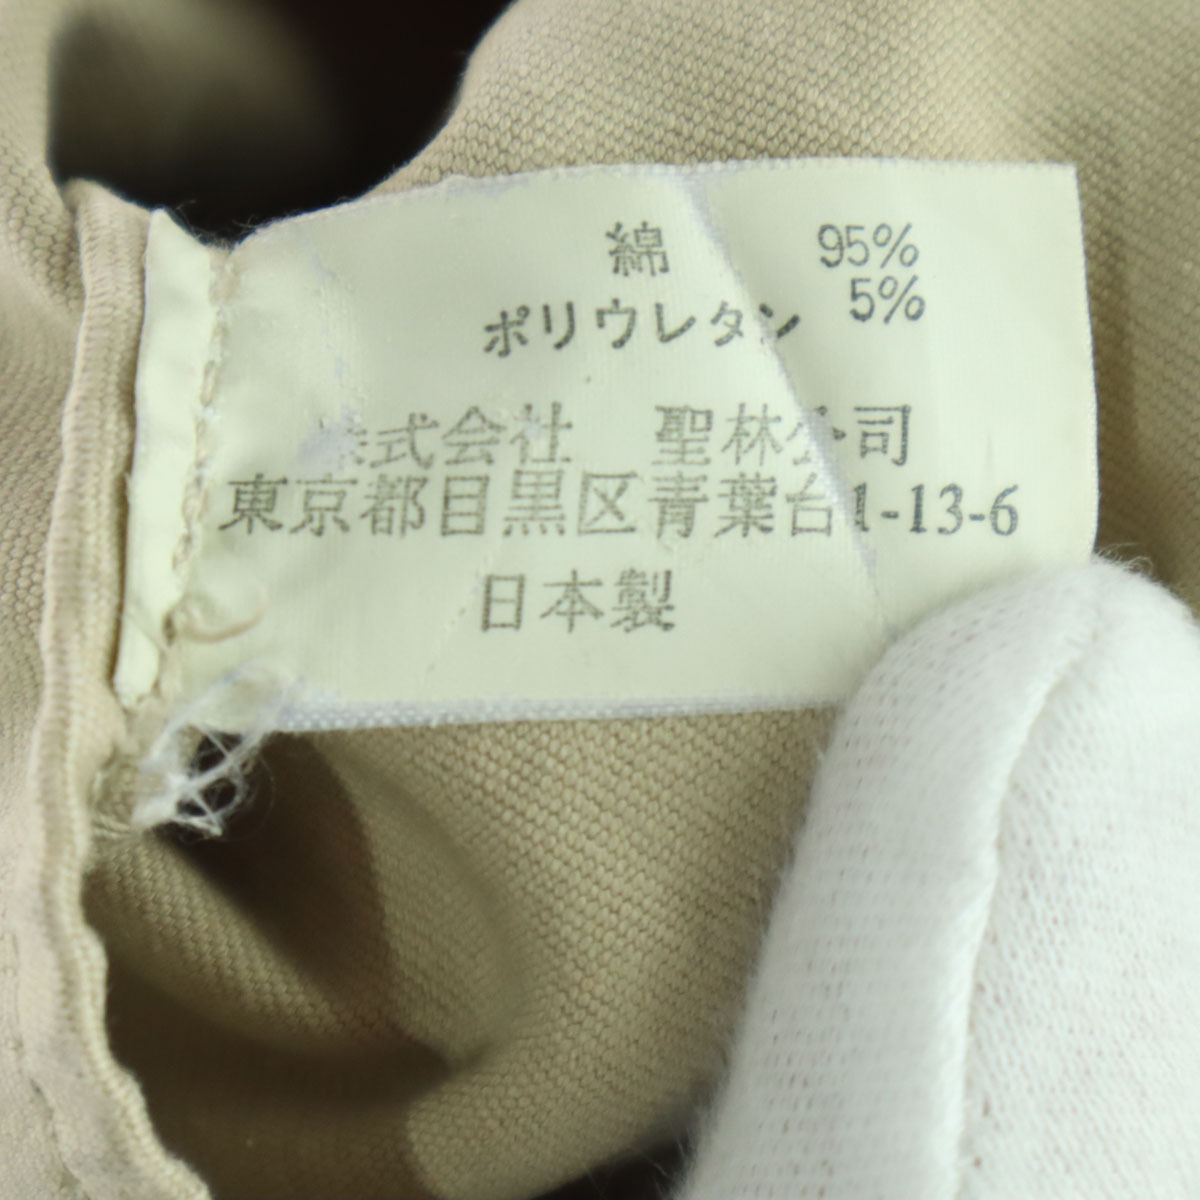 綿 95%
ポリウレタン 5%
株式会社 聖林公司
東京都目黒区青葉台1-13-6
日本製